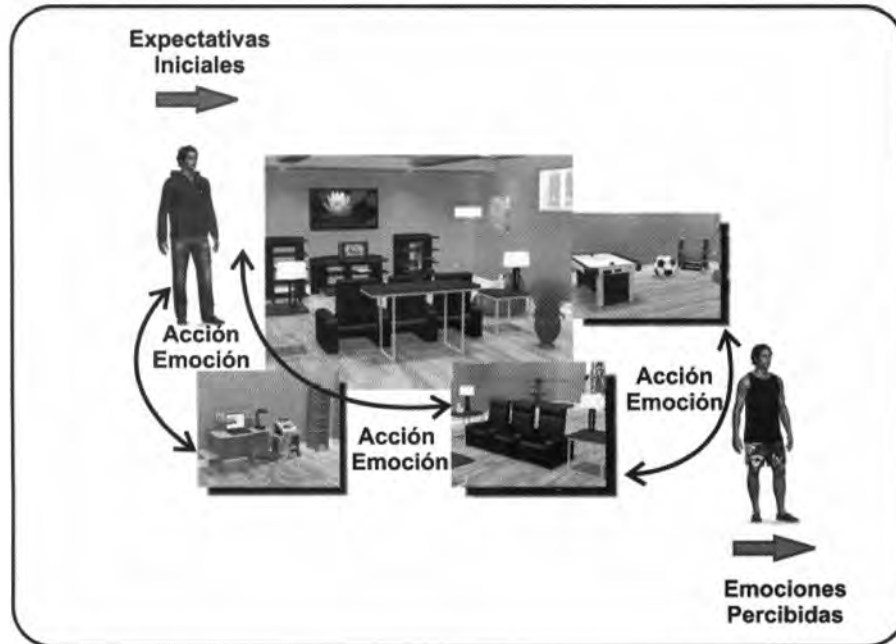 Expectativas
Iniciales
Acción
Emoción
Acción
Emoción
Acción
Emoción
Emociones
Percibidas